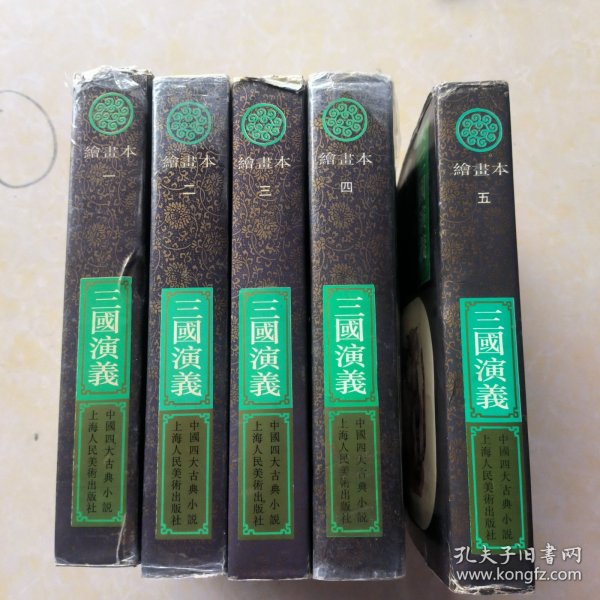 繪畫本
一
三國演義
中國四大古典小説
上海人民美術出版社
繪畫本
二
三國演義
中國四大古典小説
上海人民美術出版社
繪畫本
三
三國演義
中國四大古典小説
上海人民美術出版社
繪畫本
四
三國演義
中國四大古典小説
上海人民美術出版社
繪畫本
五
三國演義
中國四大古典小説
上海人民美術出版社
孔夫子旧书网
www.kongfz.com